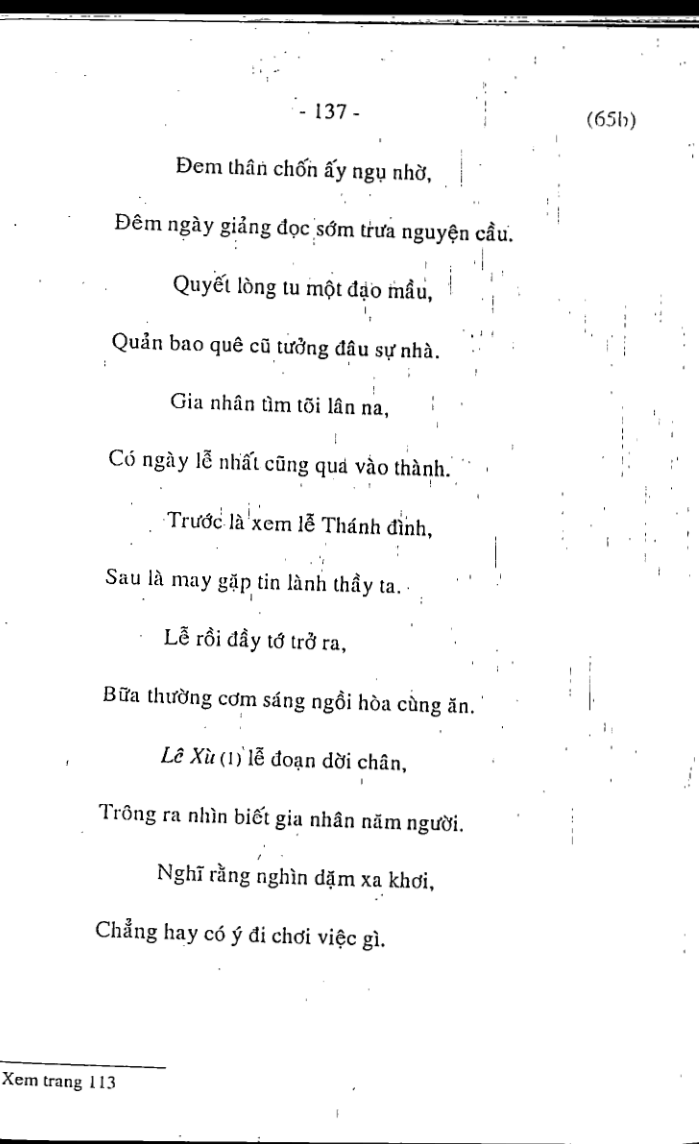 - 137 -
(65b)
Đem thân chốn ấy ngụ nhờ,
Đêm ngày giảng đọc sớm trưa nguyện cầu.
Quyết lòng tu một đạo mầu,
Quản bao quê cũ tưởng đâu sự nhà.
Gia nhân tìm tõi lân na,
Có ngày lễ nhất cũng qua vào thành.
Trước là xem lễ Thánh đình,
Sau là may gặp tin lành thầy ta.
Lễ rồi đầy tớ trở ra,
Bữa thường cơm sáng ngồi hòa cùng ăn.
Lê Xù (1) lễ đoạn dời chân,
Trông ra nhìn biết gia nhân năm người.
Nghĩ rằng nghìn dặm xa khơi,
Chẳng hay có ý đi chơi việc gì.
Xem trang 113